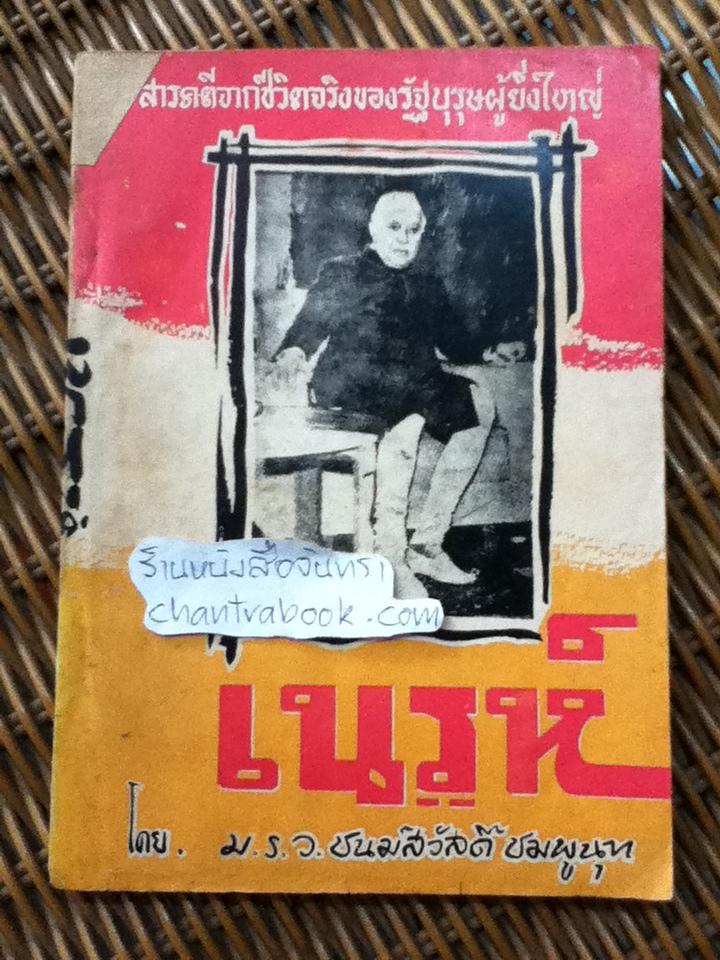 สารคดีจากชีวิตจริงของรัฐบุรุษผู้ยิ่งใหญ่
ร้านหนังสือจันทรา
chantrabook.com
เนรูห์
โดย. ม.ร.ว. ชนม์สวัสดิ์ ชมพูนุท